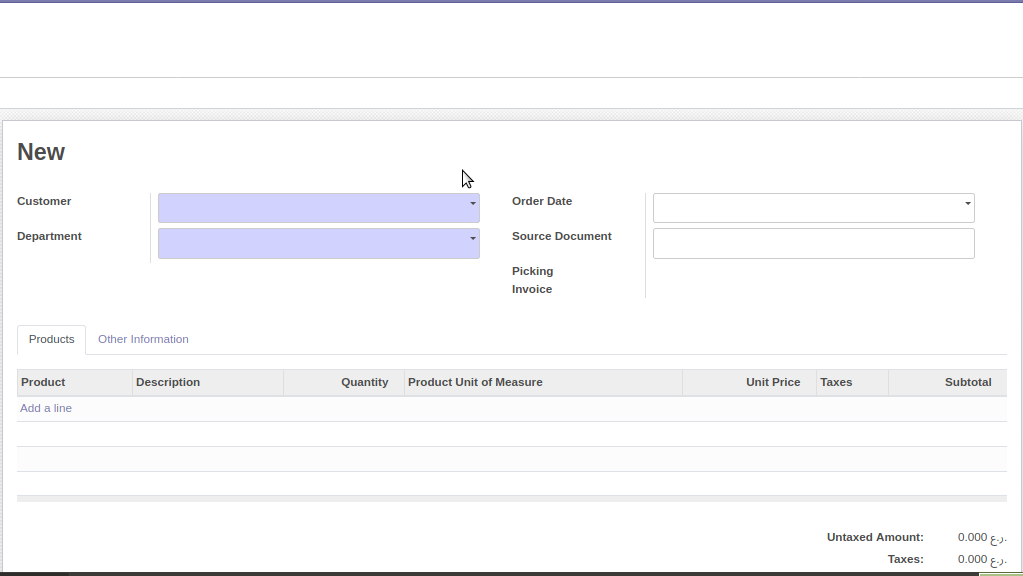 New
Customer
Order Date
Department
Source Document
Picking
Invoice
Products Other Information
Product Description Quantity Product Unit of Measure Unit Price Taxes Subtotal
Add a line
Untaxed Amount: 0.000 ر.ع.
Taxes: 0.000 ر.ع.